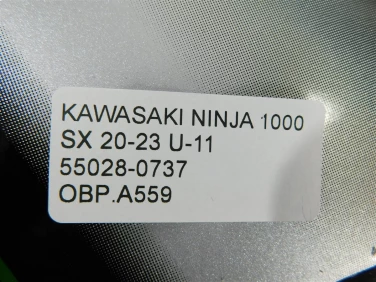 KAWASAKI NINJA 1000
SX 20-23 U-11
55028-0737
OBP.A559